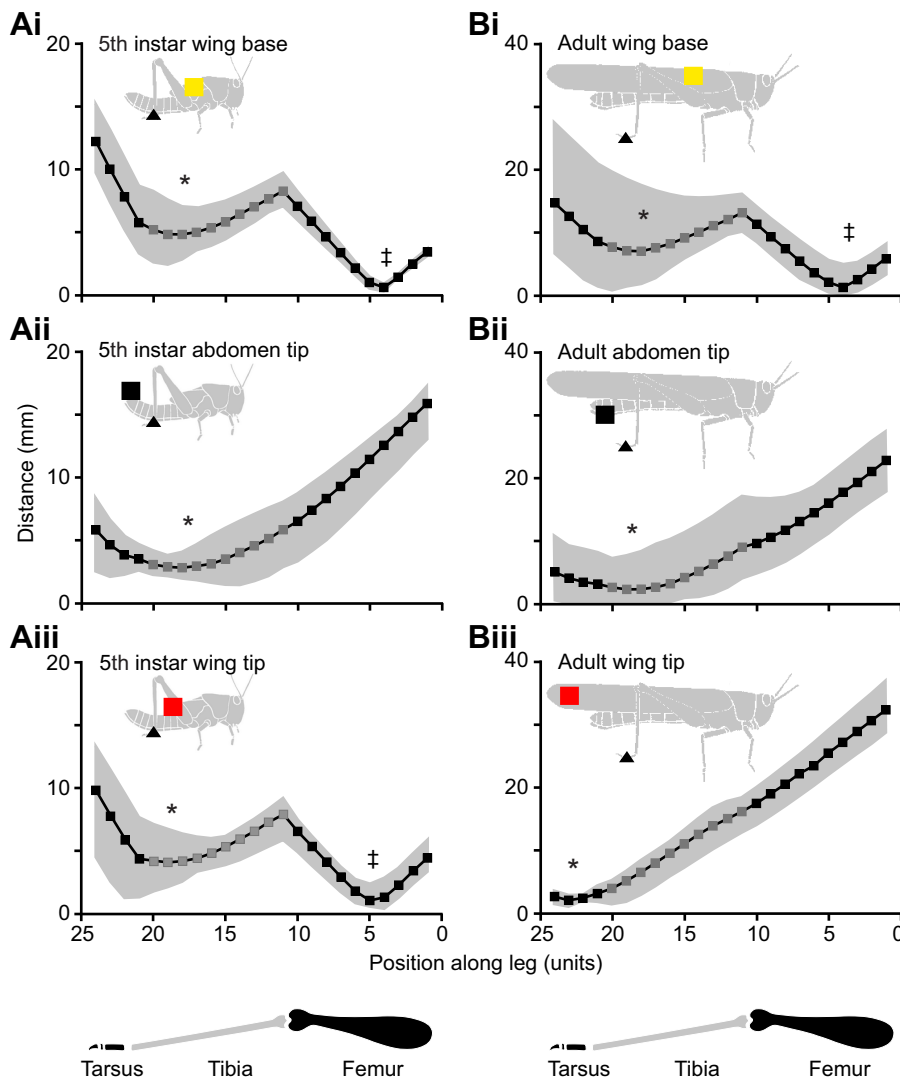 Ai
5th instar wing base
20
10
0
*
‡
Bi
Adult wing base
40
20
0
*
‡
Aii
5th instar abdomen tip
20
10
0
*
Bii
Adult abdomen tip
40
20
0
*
Distance (mm)
Aiii
5th instar wing tip
20
10
0
*
‡
25 20 15 10 5 0
Biii
Adult wing tip
40
20
0
*
25 20 15 10 5 0
Position along leg (units)
Tarsus Tibia Femur
Tarsus Tibia Femur